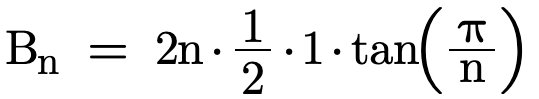 Bₙ = 2n · 1/2 · 1 · tan(π/n)